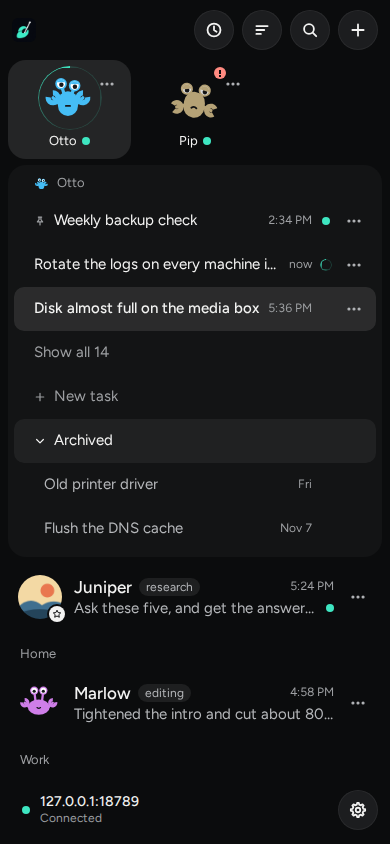 Otto
Pip
Otto
Weekly backup check 2:34 PM
Rotate the logs on every machine i... now
Disk almost full on the media box 5:36 PM
Show all 14
+ New task
Archived
Old printer driver Fri
Flush the DNS cache Nov 7
Juniper research 5:24 PM
Ask these five, and get the answer...
Home
Marlow editing 4:58 PM
Tightened the intro and cut about 80...
Work
127.0.0.1:18789
Connected